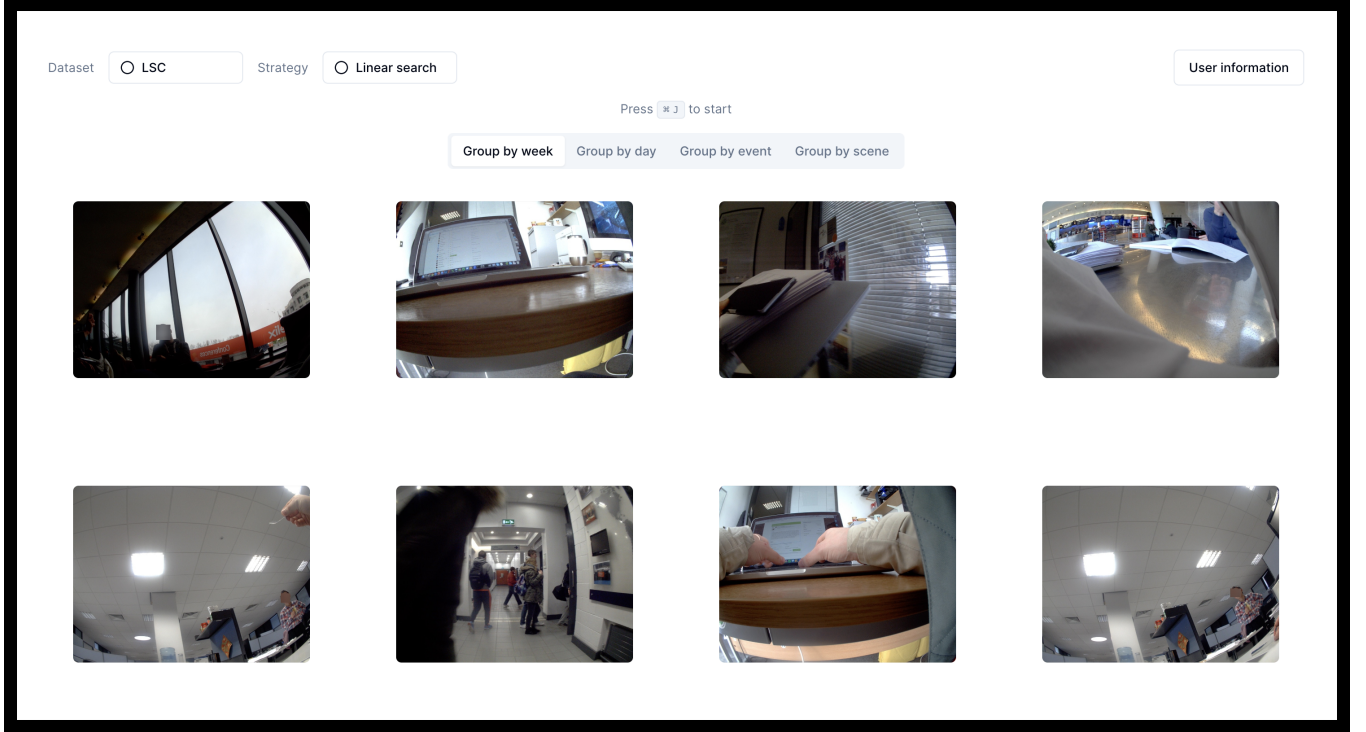 Dataset LSC Strategy Linear search User information
Press ⌘ J to start
Group by week Group by day Group by event Group by scene